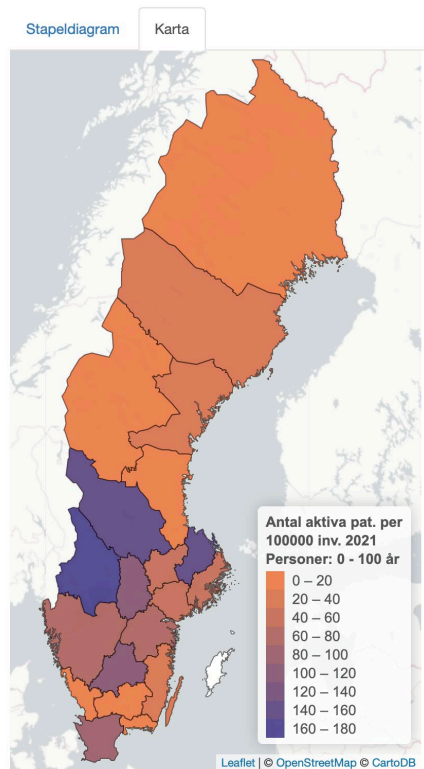 Stapeldiagram Karta
Antal aktiva pat. per
100000 inv. 2021
Personer: 0 - 100 år
0 – 20
20 – 40
40 – 60
60 – 80
80 – 100
100 – 120
120 – 140
140 – 160
160 – 180
Leaflet | © OpenStreetMap © CartoDB